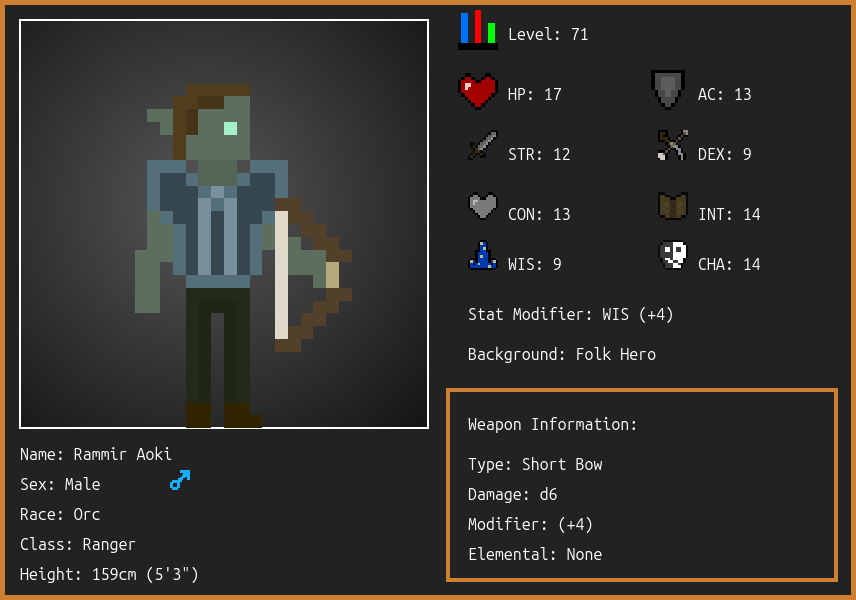 Level: 71
HP: 17
AC: 13
STR: 12
DEX: 9
CON: 13
INT: 14
WIS: 9
CHA: 14
Stat Modifier: WIS (+4)
Background: Folk Hero
Weapon Information:
Type: Short Bow
Damage: d6
Modifier: (+4)
Elemental: None
Name: Rammir Aoki
Sex: Male
Race: Orc
Class: Ranger
Height: 159cm (5'3")